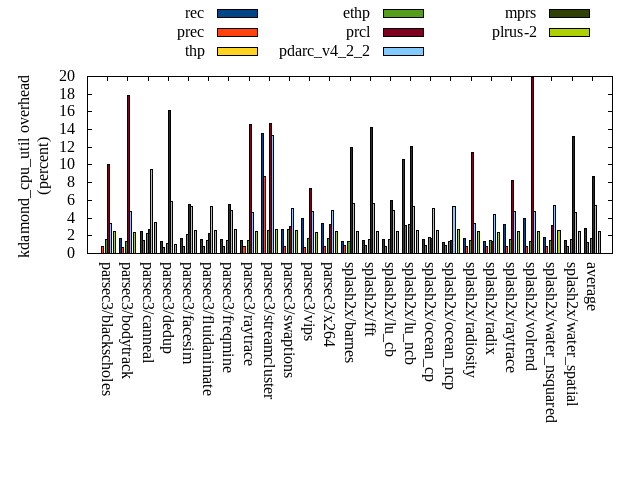 rec
prec
thp
ethp
prcl
pdarc_v4_2_2
mprs
plrus-2
kdamond_cpu_util overhead
(percent)
20
18
16
14
12
10
8
6
4
2
0
parsec3/blackscholes
parsec3/bodytrack
parsec3/canneal
parsec3/dedup
parsec3/facesim
parsec3/fluidanimate
parsec3/freqmine
parsec3/raytrace
parsec3/streamcluster
parsec3/swaptions
parsec3/vips
parsec3/x264
splash2x/barnes
splash2x/fft
splash2x/lu_cb
splash2x/lu_ncb
splash2x/ocean_cp
splash2x/ocean_ncp
splash2x/radiosity
splash2x/radix
splash2x/raytrace
splash2x/volrend
splash2x/water_nsquared
splash2x/water_spatial
average